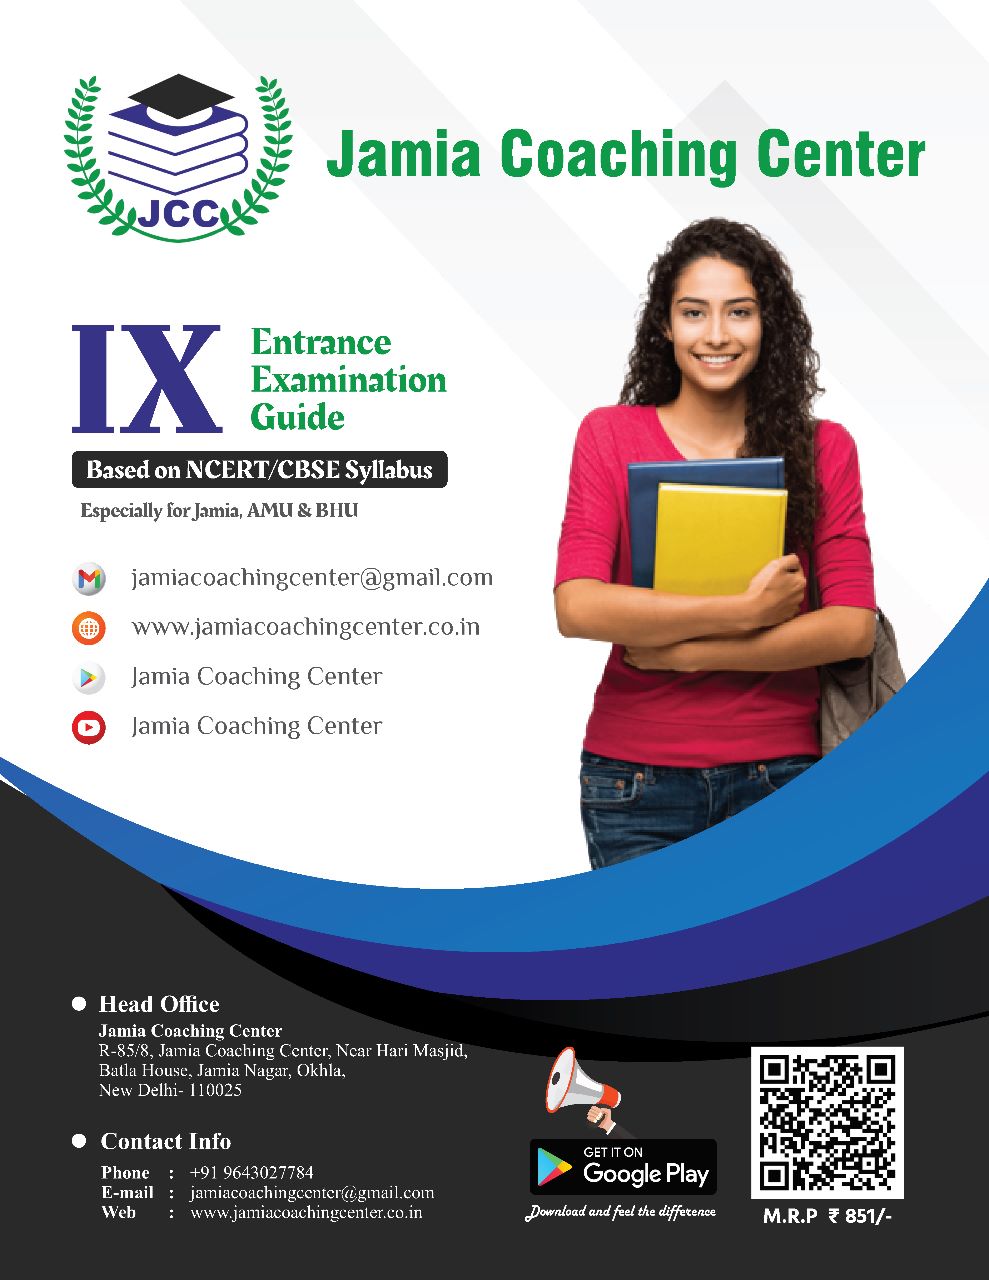 JCC
Jamia Coaching Center
IX
Entrance
Examination
Guide
Based on NCERT/CBSE Syllabus
Especially for Jamia, AMU & BHU
jamiacoachingcenter@gmail.com
www.jamiacoachingcenter.co.in
Jamia Coaching Center
Jamia Coaching Center
Head Office
Jamia Coaching Center
R-85/8, Jamia Coaching Center, Near Hari Masjid,
Batla House, Jamia Nagar, Okhla,
New Delhi- 110025
Contact Info
Phone : +91 9643027784
E-mail : jamiacoachingcenter@gmail.com
Web : www.jamiacoachingcenter.co.in
GET IT ON
Google Play
Download and feel the difference
M.R.P ₹ 851/-